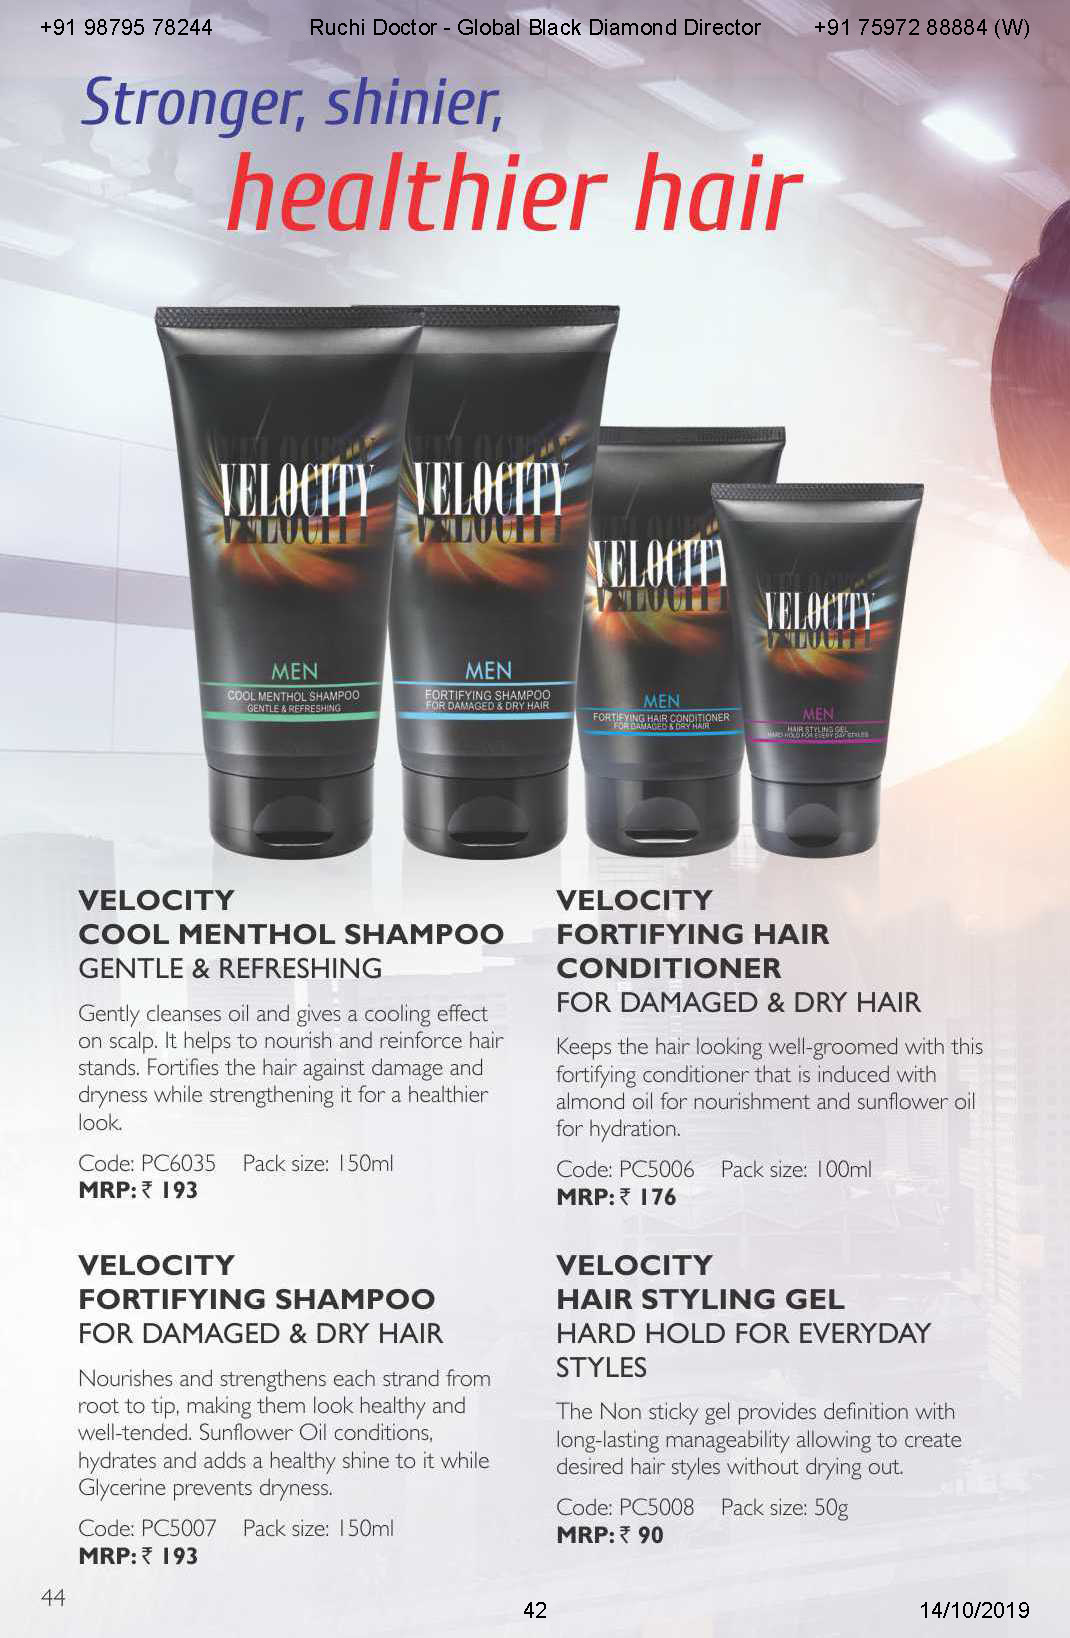 +91 98795 78244 Ruchi Doctor - Global Black Diamond Director +91 75972 88884 (W)
Stronger, shinier,
healthier hair
VELOCITY
MEN
COOL MENTHOL SHAMPOO
GENTLE & REFRESHING
VELOCITY
MEN
FORTIFYING SHAMPOO
FOR DAMAGED & DRY HAIR
VELOCITY
MEN
FORTIFYING HAIR CONDITIONER
FOR DAMAGED & DRY HAIR
VELOCITY
MEN
HAIR STYLING GEL
HARD HOLD FOR EVERY DAY STYLES
VELOCITY
COOL MENTHOL SHAMPOO
GENTLE & REFRESHING
Gently cleanses oil and gives a cooling effect
on scalp. It helps to nourish and reinforce hair
stands. Fortifies the hair against damage and
dryness while strengthening it for a healthier
look.
Code: PC6035 Pack size: 150ml
MRP: ₹ 193
VELOCITY
FORTIFYING SHAMPOO
FOR DAMAGED & DRY HAIR
Nourishes and strengthens each strand from
root to tip, making them look healthy and
well-tended. Sunflower Oil conditions,
hydrates and adds a healthy shine to it while
Glycerine prevents dryness.
Code: PC5007 Pack size: 150ml
MRP: ₹ 193
VELOCITY
FORTIFYING HAIR
CONDITIONER
FOR DAMAGED & DRY HAIR
Keeps the hair looking well-groomed with this
fortifying conditioner that is induced with
almond oil for nourishment and sunflower oil
for hydration.
Code: PC5006 Pack size: 100ml
MRP: ₹ 176
VELOCITY
HAIR STYLING GEL
HARD HOLD FOR EVERYDAY
STYLES
The Non sticky gel provides definition with
long-lasting manageability allowing to create
desired hair styles without drying out.
Code: PC5008 Pack size: 50g
MRP: ₹ 90
44
42
14/10/2019